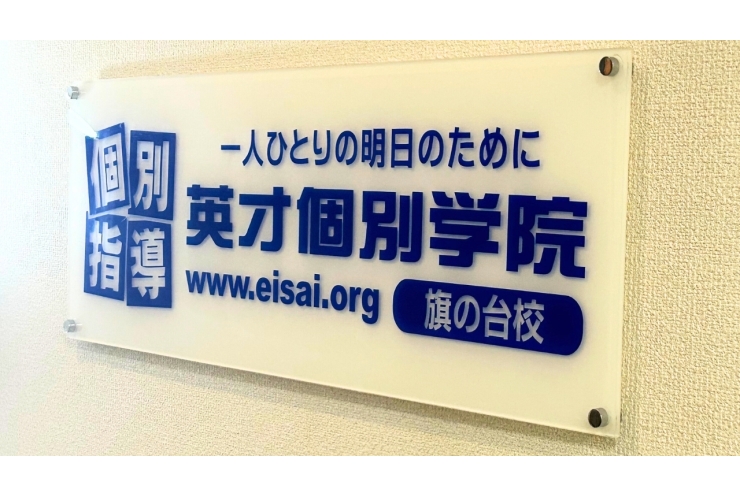 個別
指導
一人ひとりの明日のために
英才個別学院
www.eisai.org
旗の台校